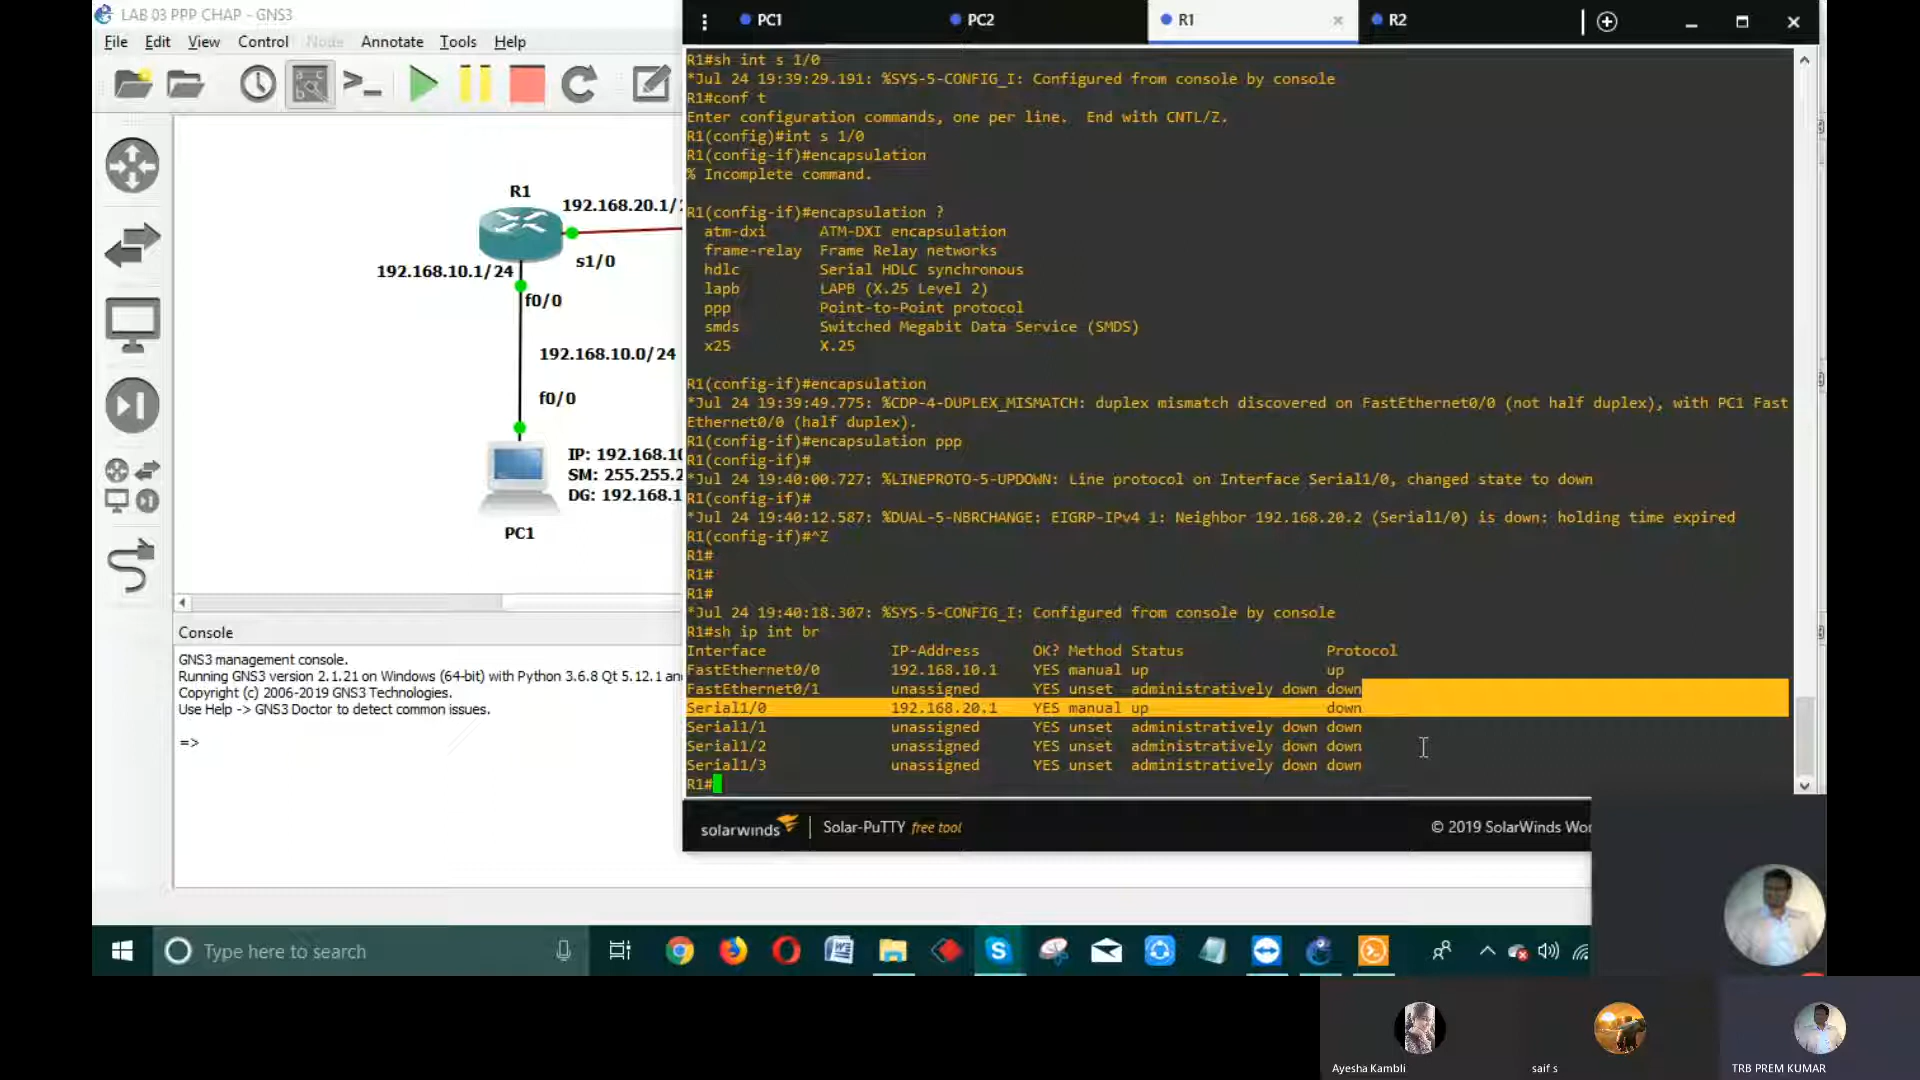 LAB 03 PPP CHAP - GNS3
File Edit View Control Node Annotate Tools Help
R1
192.168.20.1/
s1/0
192.168.10.1/24
f0/0
192.168.10.0/24
f0/0
IP: 192.168.10
SM: 255.255.2
DG: 192.168.1
PC1
Console
GNS3 management console.
Running GNS3 version 2.1.21 on Windows (64-bit) with Python 3.6.8 Qt 5.12.1 an
Copyright (c) 2006-2019 GNS3 Technologies.
Use Help -> GNS3 Doctor to detect common issues.
=>
PC1 PC2 R1 R2
R1#sh int s 1/0
*Jul 24 19:39:29.191: %SYS-5-CONFIG_I: Configured from console by console
R1#conf t
Enter configuration commands, one per line.  End with CNTL/Z.
R1(config)#int s 1/0
R1(config-if)#encapsulation
% Incomplete command.
R1(config-if)#encapsulation ?
atm-dxi ATM-DXI encapsulation
frame-relay Frame Relay networks
hdlc Serial HDLC synchronous
lapb LAPB (X.25 Level 2)
ppp Point-to-Point protocol
smds Switched Megabit Data Service (SMDS)
x25 X.25
R1(config-if)#encapsulation
*Jul 24 19:39:49.775: %CDP-4-DUPLEX_MISMATCH: duplex mismatch discovered on FastEthernet0/0 (not half duplex), with PC1 Fast
Ethernet0/0 (half duplex).
R1(config-if)#encapsulation ppp
R1(config-if)#
*Jul 24 19:40:00.727: %LINEPROTO-5-UPDOWN: Line protocol on Interface Serial1/0, changed state to down
R1(config-if)#
*Jul 24 19:40:12.587: %DUAL-5-NBRCHANGE: EIGRP-IPv4 1: Neighbor 192.168.20.2 (Serial1/0) is down: holding time expired
R1(config-if)#^Z
R1#
R1#
R1#
*Jul 24 19:40:18.307: %SYS-5-CONFIG_I: Configured from console by console
R1#sh ip int br
Interface IP-Address OK? Method Status Protocol
FastEthernet0/0 192.168.10.1 YES manual up up
FastEthernet0/1 unassigned YES unset administratively down down
Serial1/0 192.168.20.1 YES manual up down
Serial1/1 unassigned YES unset administratively down down
Serial1/2 unassigned YES unset administratively down down
Serial1/3 unassigned YES unset administratively down down
R1#
solarwinds Solar-PuTTY free tool © 2019 SolarWinds Wor
Type here to search
Ayesha Kambli saif s TRB PREM KUMAR